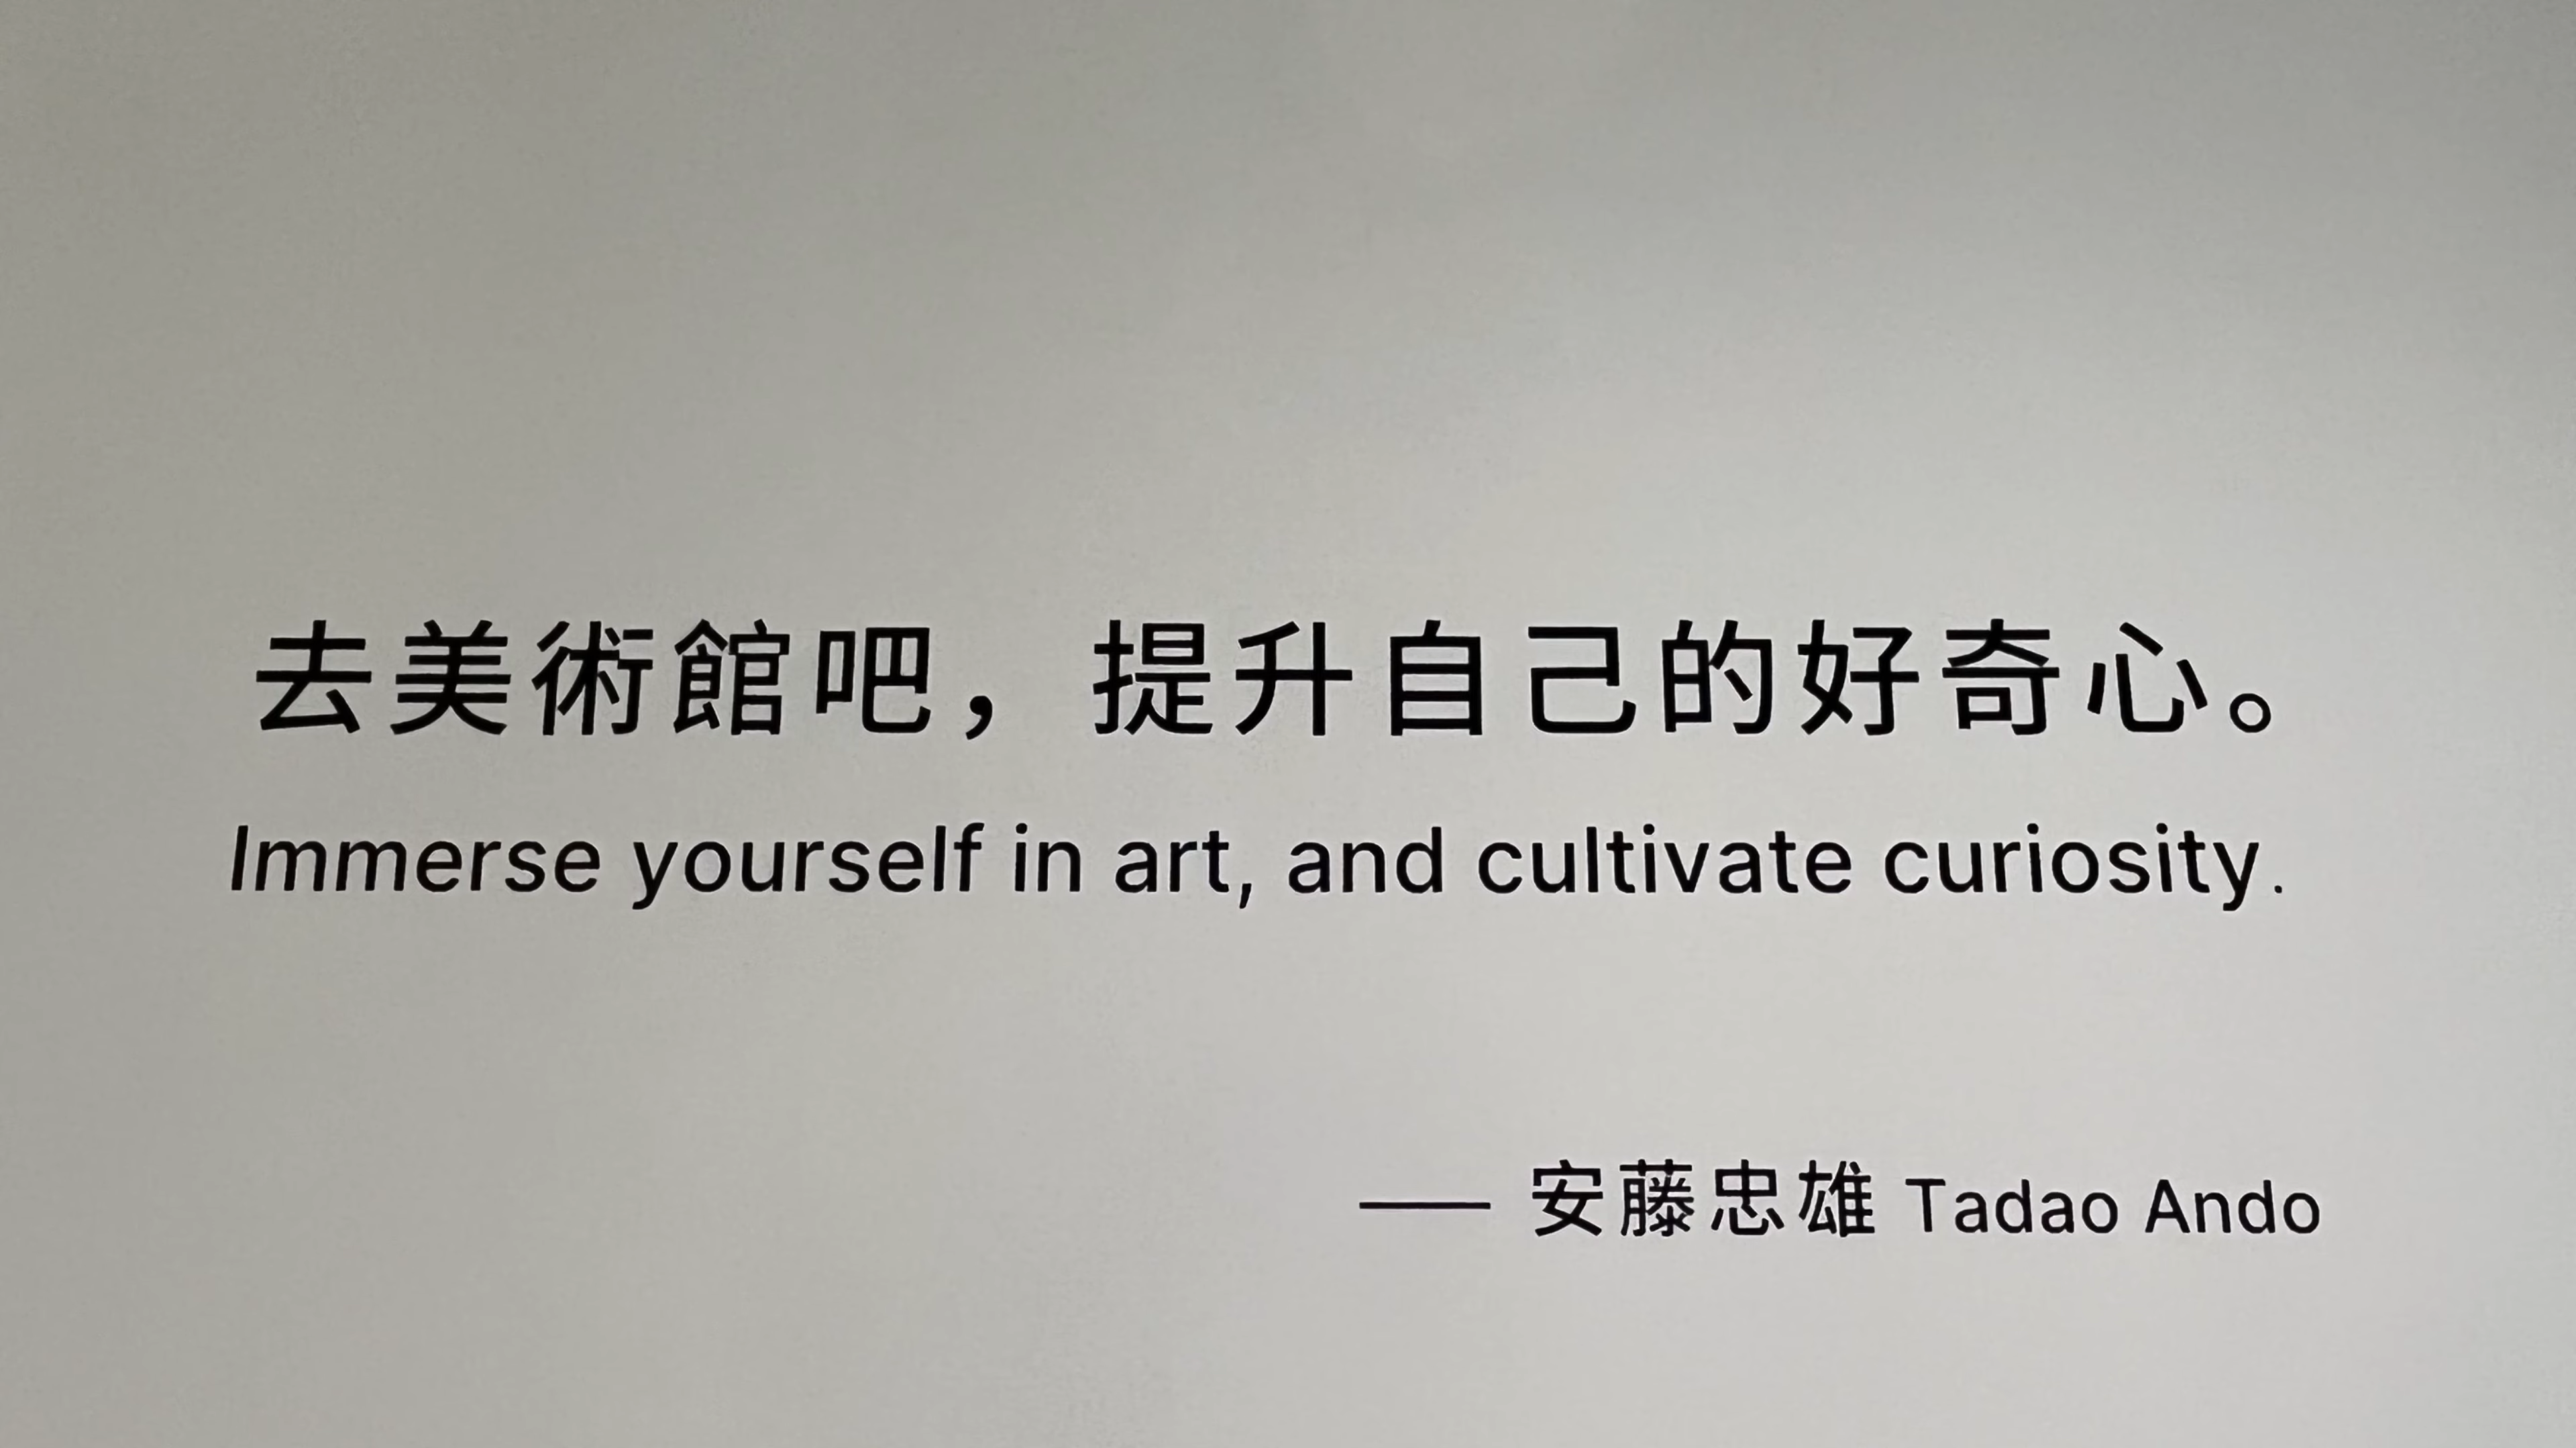 去美術館吧，提升自己的好奇心。
Immerse yourself in art, and cultivate curiosity.
—— 安藤忠雄 Tadao Ando